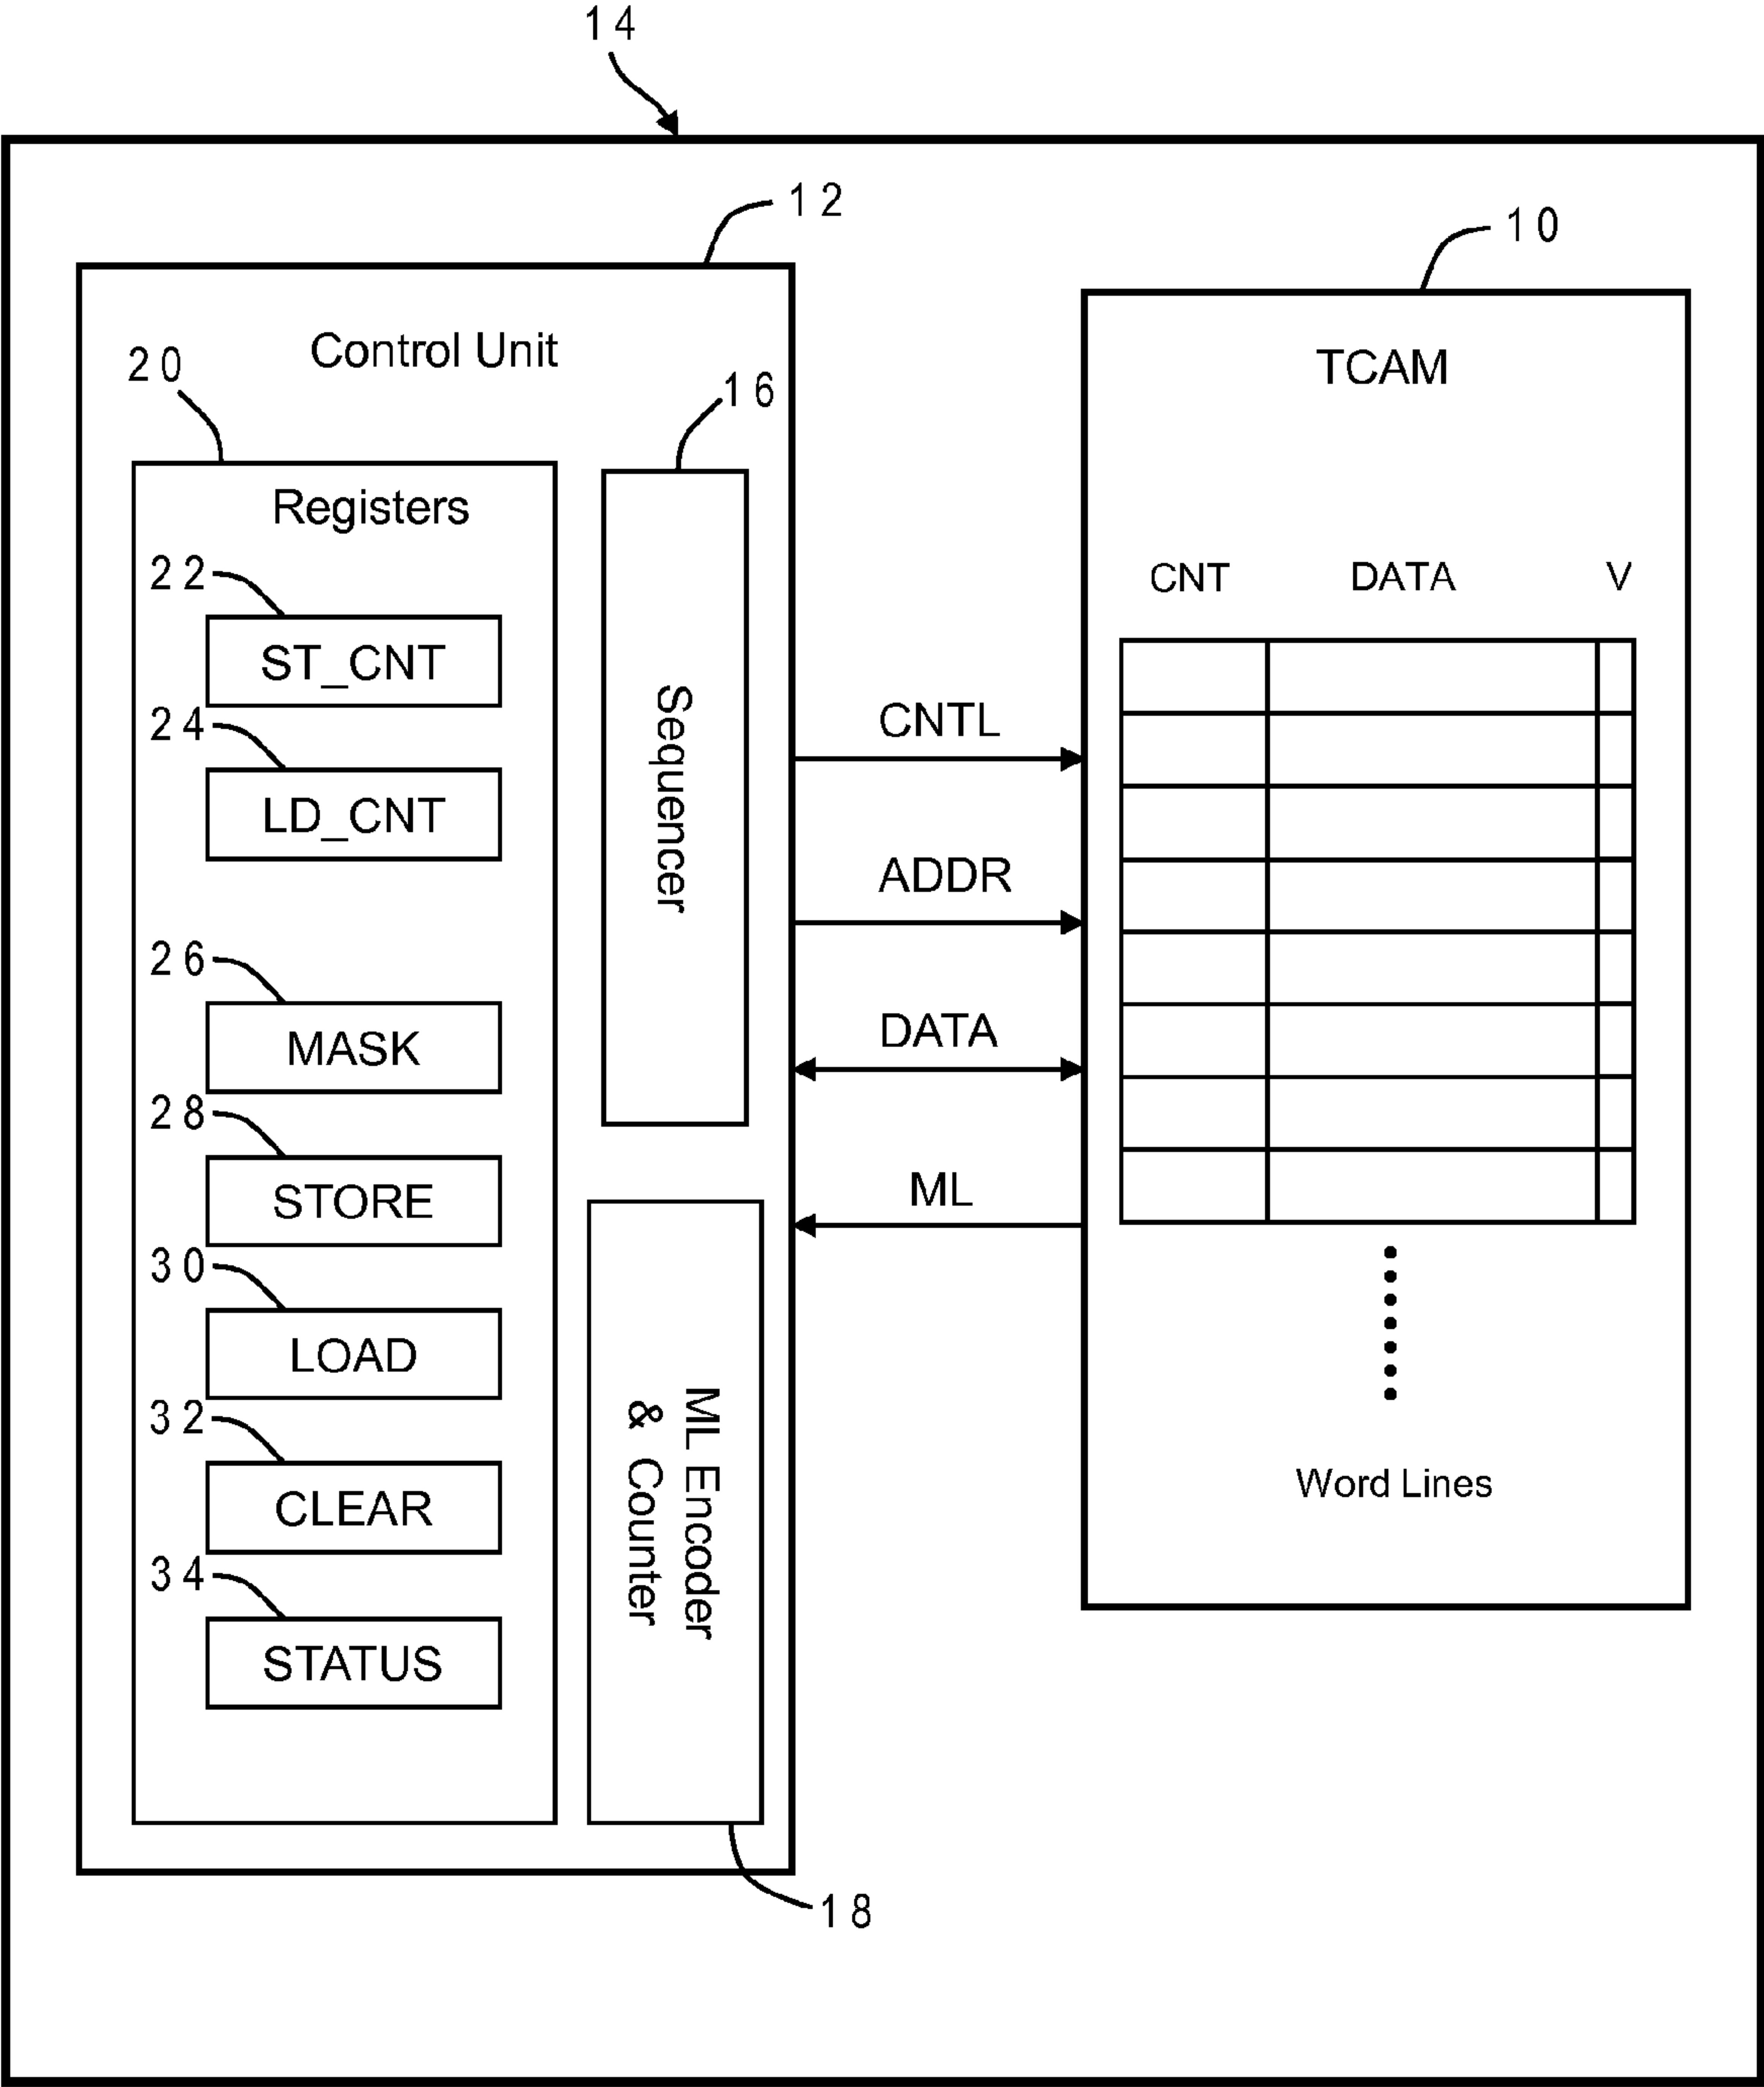 14
12
10
Control Unit
TCAM
20
16
Registers
22
ST_CNT
24
LD_CNT
26
MASK
28
STORE
30
LOAD
32
CLEAR
34
STATUS
Sequencer
ML Encoder
& Counter
18
CNTL
ADDR
DATA
ML
CNT DATA V
Word Lines